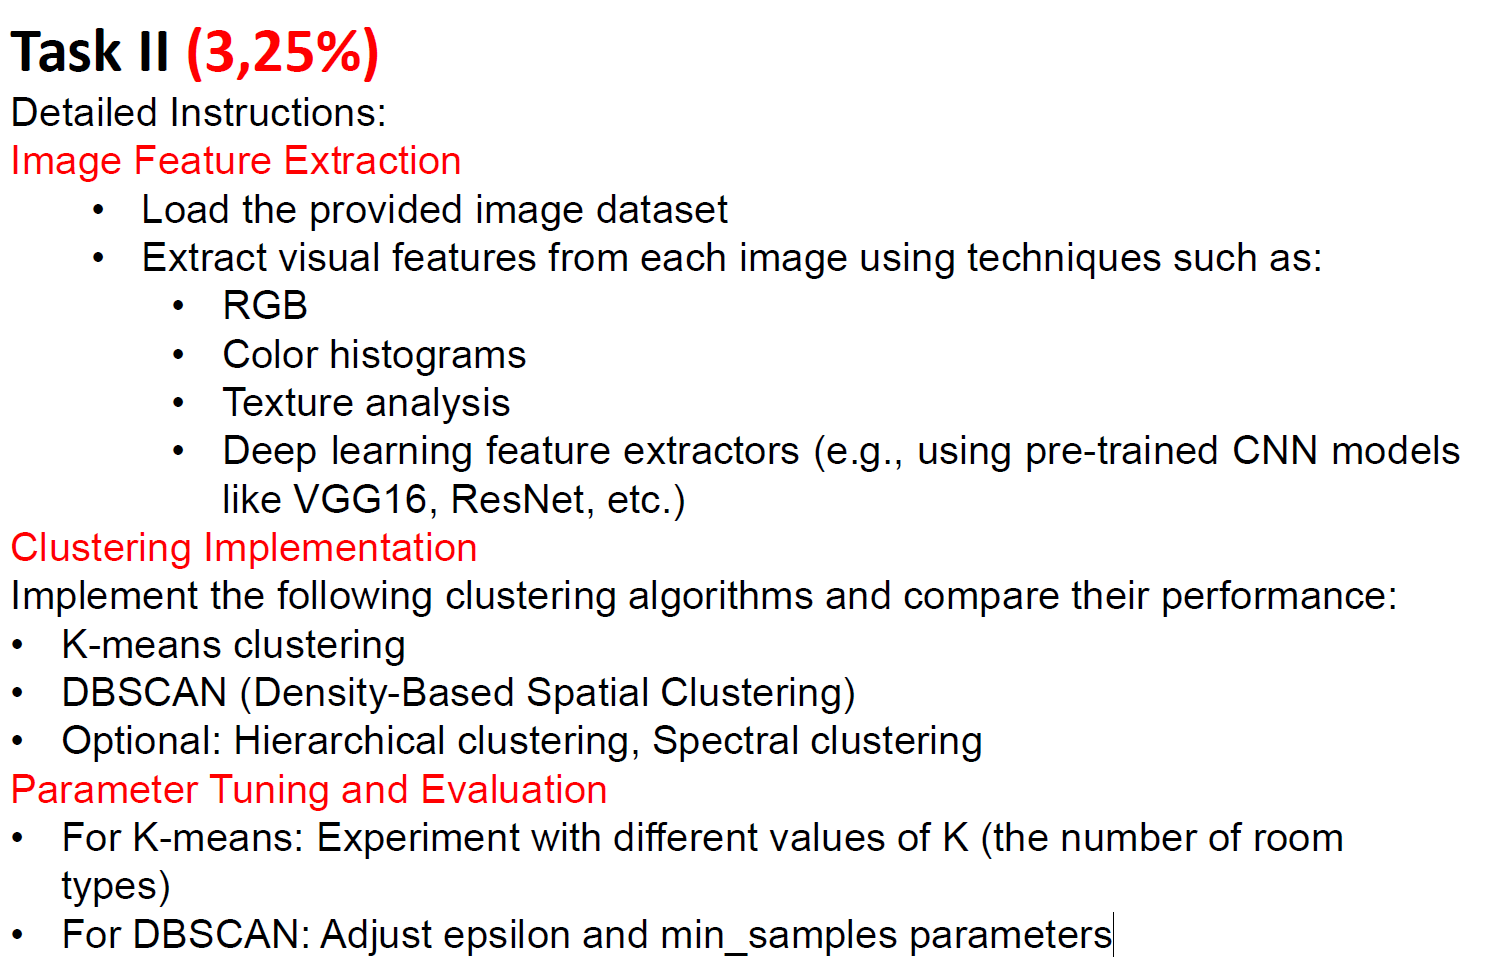 Task II (3,25%)
Detailed Instructions:
Image Feature Extraction
• Load the provided image dataset
• Extract visual features from each image using techniques such as:
• RGB
• Color histograms
• Texture analysis
• Deep learning feature extractors (e.g., using pre-trained CNN models
like VGG16, ResNet, etc.)
Clustering Implementation
Implement the following clustering algorithms and compare their performance:
• K-means clustering
• DBSCAN (Density-Based Spatial Clustering)
• Optional: Hierarchical clustering, Spectral clustering
Parameter Tuning and Evaluation
• For K-means: Experiment with different values of K (the number of room
types)
• For DBSCAN: Adjust epsilon and min_samples parameters